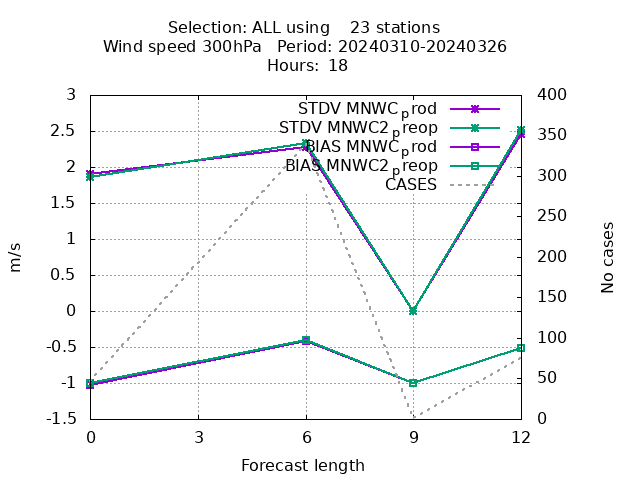 Selection: ALL using 23 stations
Wind speed 300hPa Period: 20240310-20240326
Hours: 18
3
2.5
2
1.5
1
0.5
0
-0.5
-1
-1.5
m/s
STDV MNWC_prod
STDV MNWC2_preop
BIAS MNWC_prod
BIAS MNWC2_preop
CASES
400
350
300
250
200
150
100
50
0
No cases
0 3 6 9 12
Forecast length